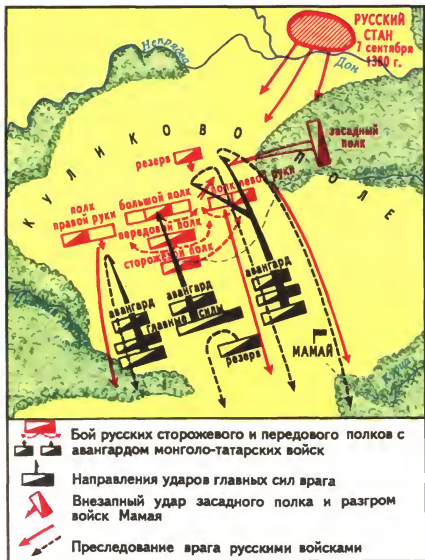 РУССКИЙ
СТАН
7 сентября
1380 г.
Непрядва
Дон
КУЛИКОВО ПОЛЕ
засадный
полк
резерв
полк
правой руки
большой полк
полк левой руки
передовой полк
сторожевой полк
авангард
авангард
авангард
главные силы
резерв
МАМАЙ
Бой русских сторожевого и передового полков с
авангардом монголо-татарских войск
Направления ударов главных сил врага
Внезапный удар засадного полка и разгром
войск Мамая
Преследование врага русскими войсками